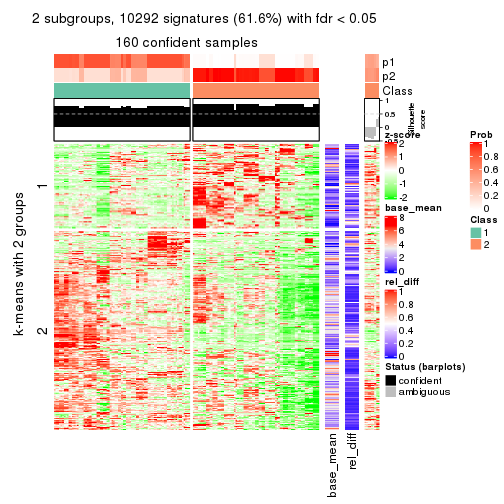 2 subgroups, 10292 signatures (61.6%) with fdr < 0.05
160 confident samples
p1
p2
Class
1
0.5
0
Silhouette
score
z-score
2
1
0
-1
-2
base_mean
8
6
4
2
0
rel_diff
1
0.8
0.6
0.4
0.2
0
Status (barplots)
confident
ambiguous
Prob
1
0.8
0.6
0.4
0.2
0
Class
1
2
k-means with 2 groups
1
2
base_mean
rel_diff